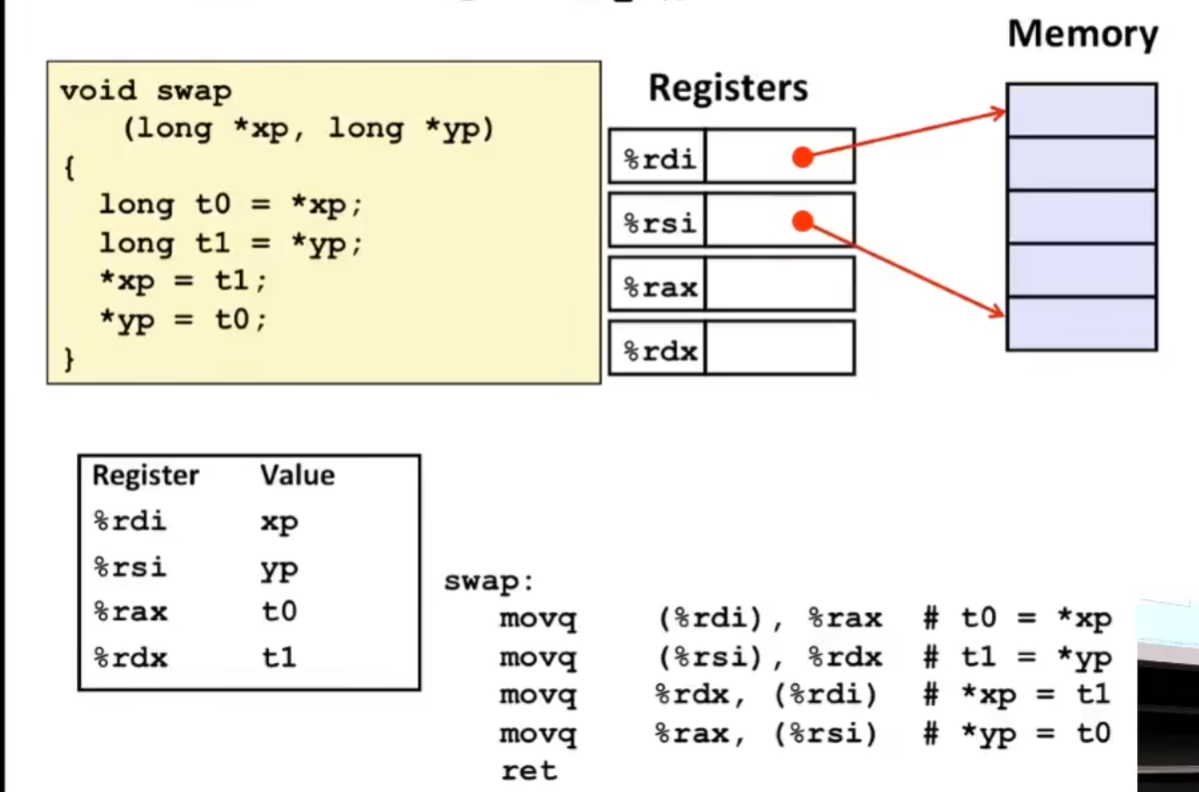 Memory
void swap
(long *xp, long *yp)
{
long t0 = *xp;
long t1 = *yp;
*xp = t1;
*yp = t0;
}
Registers
%rdi
%rsi
%rax
%rdx
Register Value
%rdi xp
%rsi yp
%rax t0
%rdx t1
swap:
movq (%rdi), %rax # t0 = *xp
movq (%rsi), %rdx # t1 = *yp
movq %rdx, (%rdi) # *xp = t1
movq %rax, (%rsi) # *yp = t0
ret